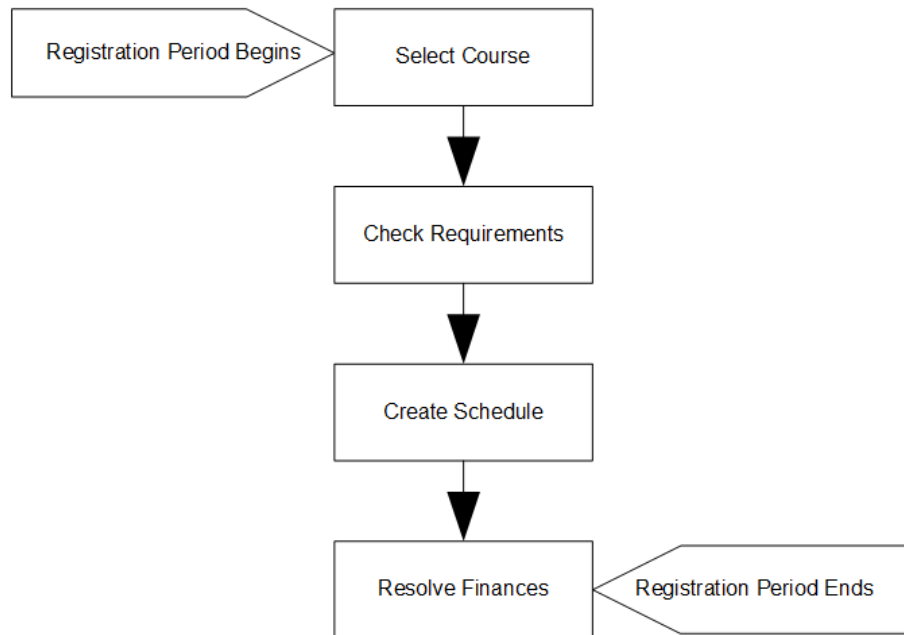 Registration Period Begins
Select Course
Check Requirements
Create Schedule
Resolve Finances
Registration Period Ends